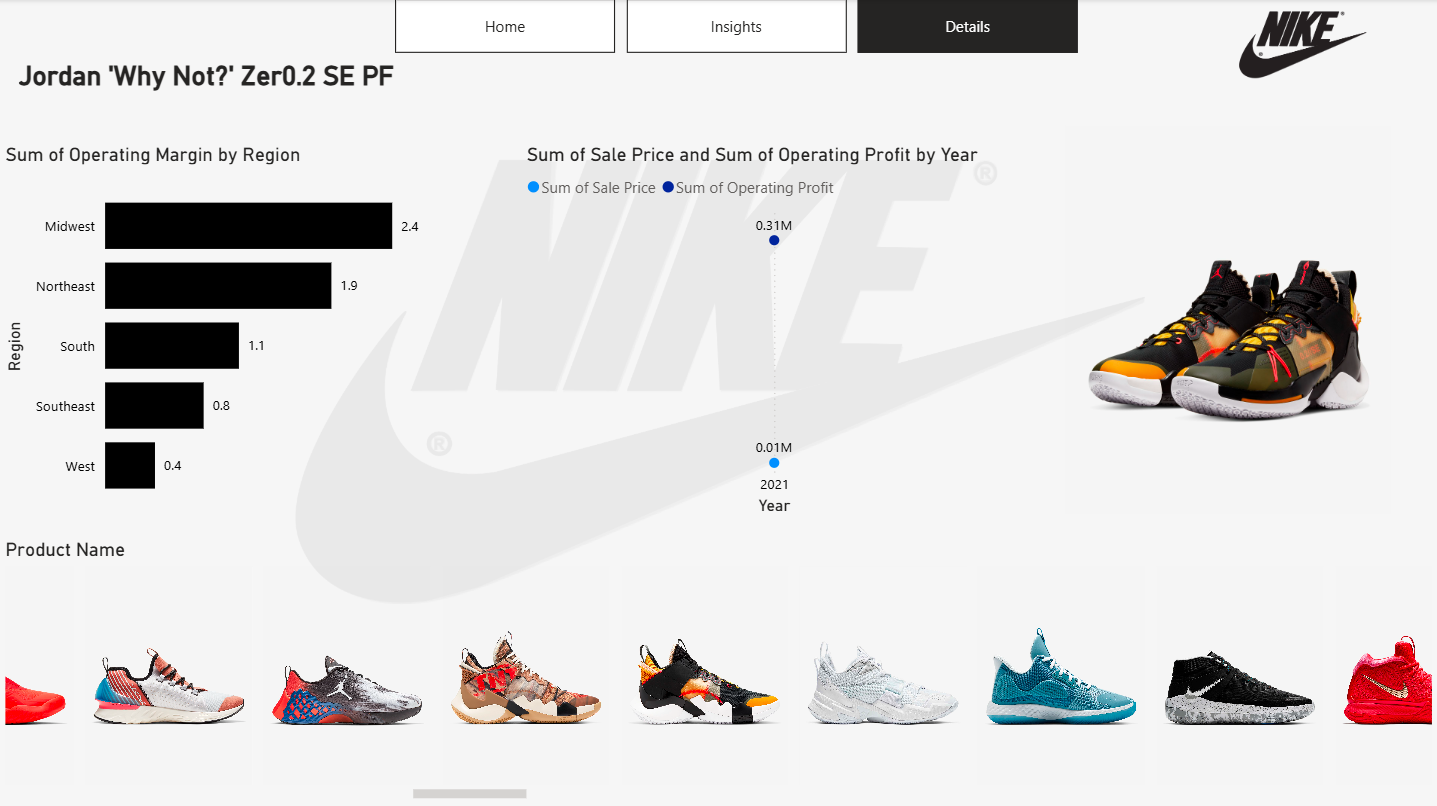 Home
Insights
Details
NIKE®
Jordan 'Why Not?' Zer0.2 SE PF
Sum of Operating Margin by Region
Region
Midwest 2.4
Northeast 1.9
South 1.1
Southeast 0.8
West 0.4
Sum of Sale Price and Sum of Operating Profit by Year
Sum of Sale Price Sum of Operating Profit
0.31M
0.01M
2021
Year
NIKE®
®
Product Name